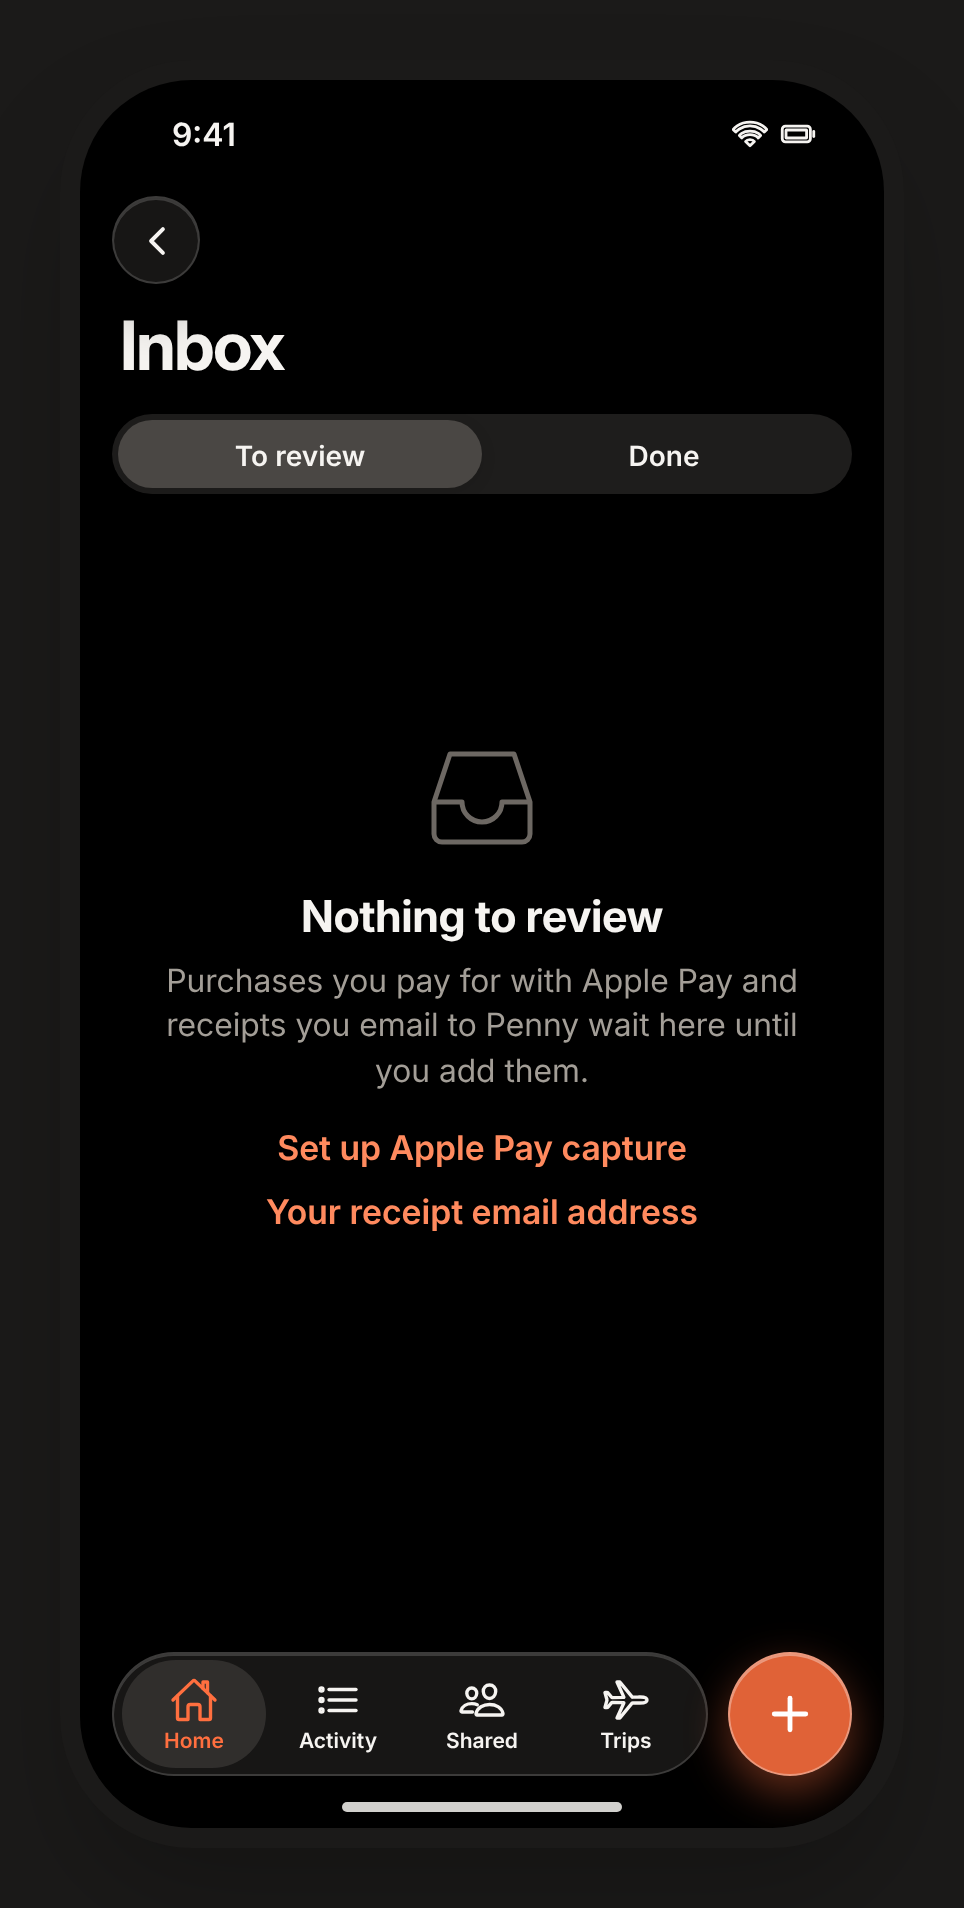 9:41
Inbox
To review
Done
Nothing to review
Purchases you pay for with Apple Pay and
receipts you email to Penny wait here until
you add them.
Set up Apple Pay capture
Your receipt email address
Home
Activity
Shared
Trips